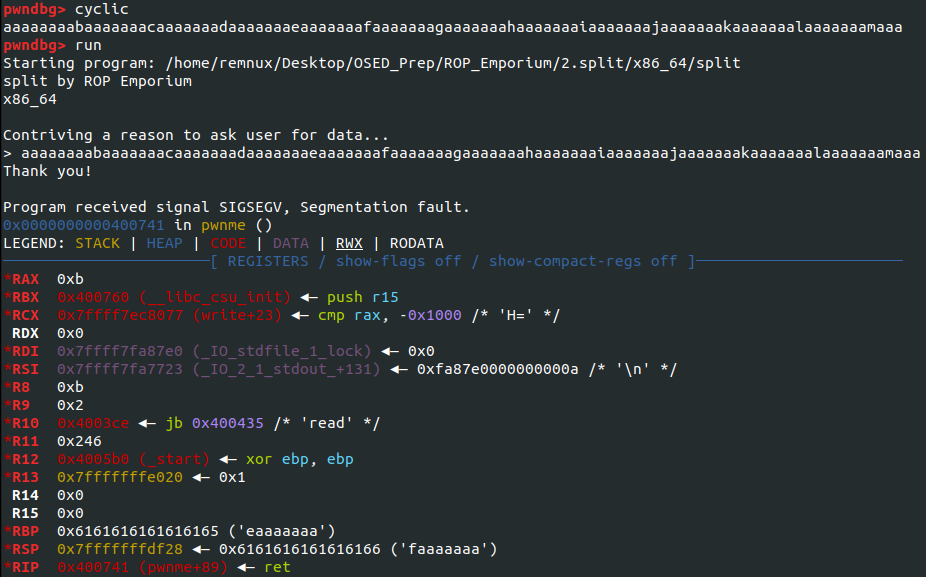 pwndbg> cyclic
aaaaaaaabaaaaaaacaaaaaaadaaaaaaaeaaaaaaafaaaaaaagaaaaaaahaaaaaaaiaaaaaaajaaaaaaakaaaaaaalaaaaaaamaaa
pwndbg> run
Starting program: /home/remnux/Desktop/OSED_Prep/ROP_Emporium/2.split/x86_64/split
split by ROP Emporium
x86_64
Contriving a reason to ask user for data...
> aaaaaaaabaaaaaaacaaaaaaadaaaaaaaeaaaaaaafaaaaaaagaaaaaaahaaaaaaaiaaaaaaajaaaaaaakaaaaaaalaaaaaaamaaa
Thank you!
Program received signal SIGSEGV, Segmentation fault.
0x0000000000400741 in pwnme ()
LEGEND: STACK | HEAP | CODE | DATA | RWX | RODATA
[ REGISTERS / show-flags off / show-compact-regs off ]
*RAX  0xb
*RBX  0x400760 (__libc_csu_init) ◂— push r15
*RCX  0x7ffff7ec8077 (write+23) ◂— cmp rax, -0x1000 /* 'H=' */
 RDX  0x0
*RDI  0x7ffff7fa87e0 (_IO_stdfile_1_lock) ◂— 0x0
*RSI  0x7ffff7fa7723 (_IO_2_1_stdout_+131) ◂— 0xfa87e0000000000a /* '\n' */
*R8   0xb
*R9   0x2
*R10  0x4003ce ◂— jb 0x400435 /* 'read' */
*R11  0x246
*R12  0x4005b0 (_start) ◂— xor ebp, ebp
*R13  0x7fffffffe020 ◂— 0x1
 R14  0x0
 R15  0x0
*RBP  0x6161616161616165 ('eaaaaaaa')
*RSP  0x7fffffffdf28 ◂— 0x6161616161616166 ('faaaaaaa')
*RIP  0x400741 (pwnme+89) ◂— ret